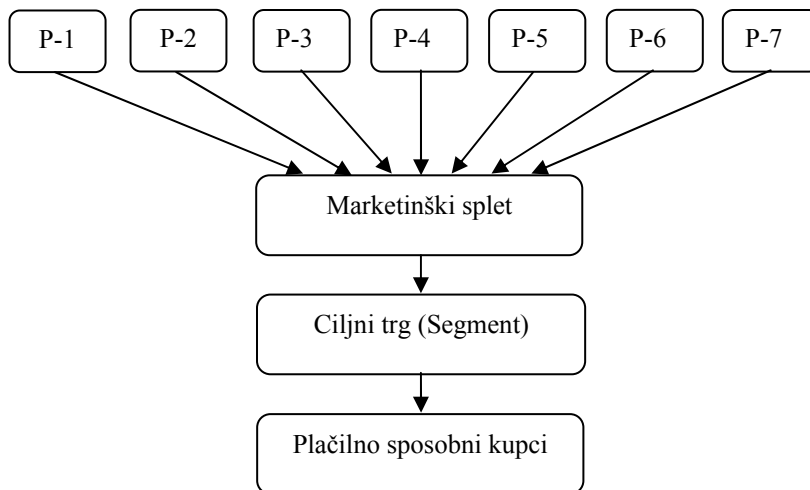 P-1 P-2 P-3 P-4 P-5 P-6 P-7
Marketinški splet
Ciljni trg (Segment)
Plačilno sposobni kupci